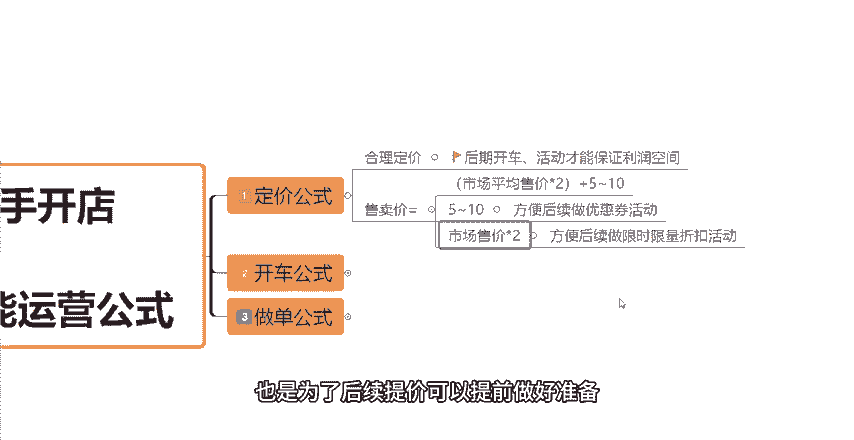 手开店
能运营公式
1 定价公式
合理定价 后期开车、活动才能保证利润空间
售卖价=
（市场平均售价*2）+5~10
5~10 方便后续做优惠券活动
市场售价*2 方便后续做限时限量折扣活动
2 开车公式
3 做单公式
也是为了后续提价可以提前做好准备